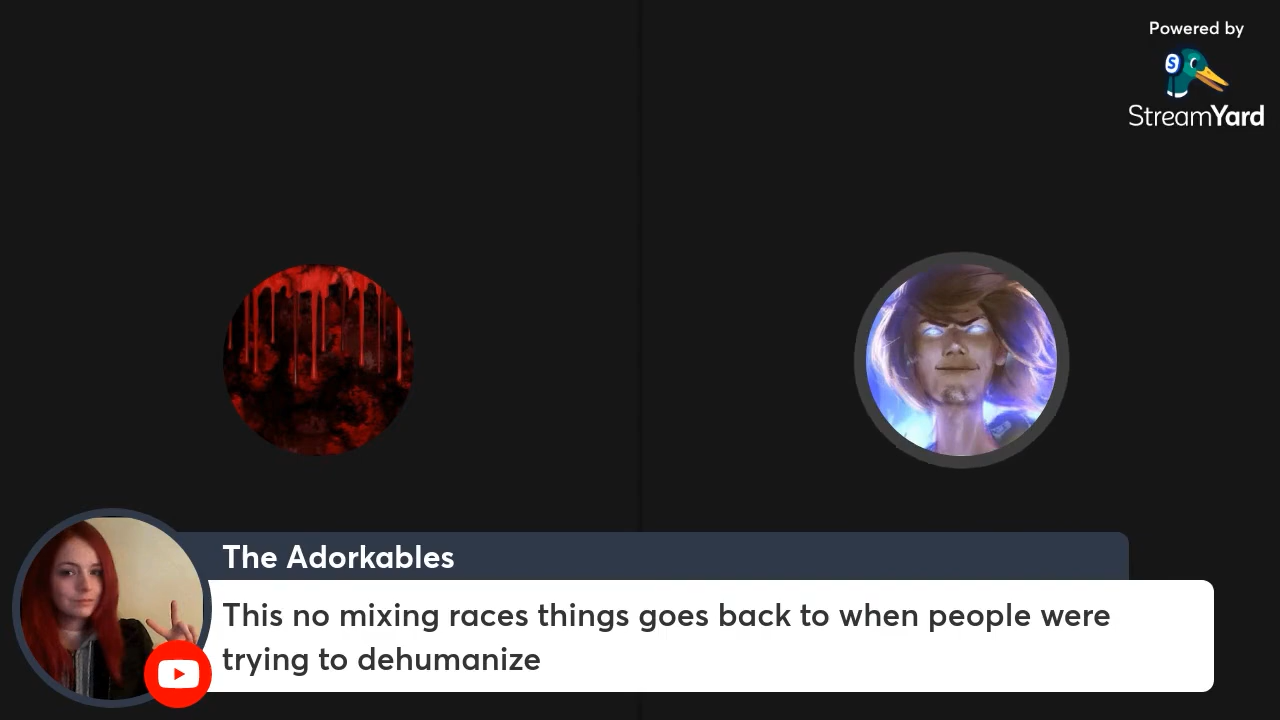 Powered by
S
StreamYard
The Adorkables
This no mixing races things goes back to when people were
trying to dehumanize